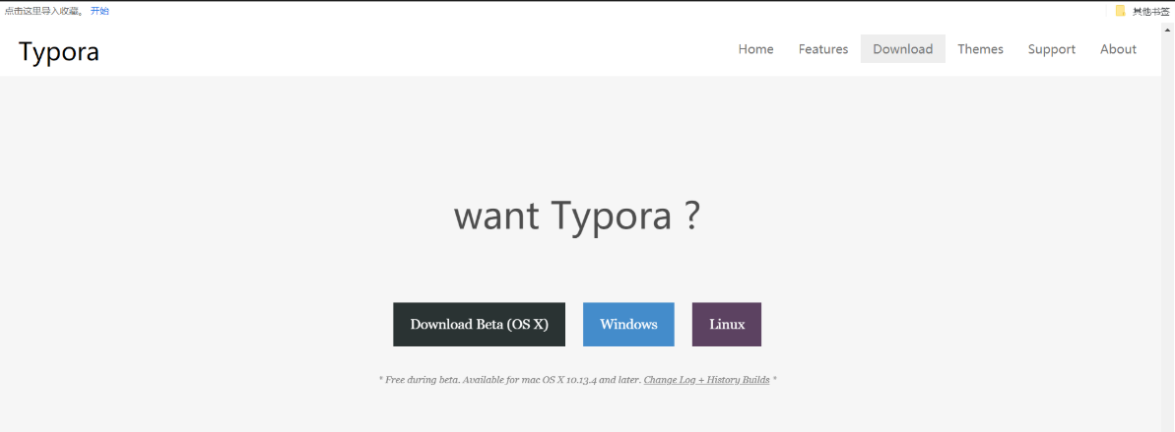 点击这里导入收藏。 开始 其他书签
Typora Home Features Download Themes Support About
want Typora ?
Download Beta (OS X) Windows Linux
* Free during beta. Available for mac OS X 10.13.4 and later. Change Log + History Builds *